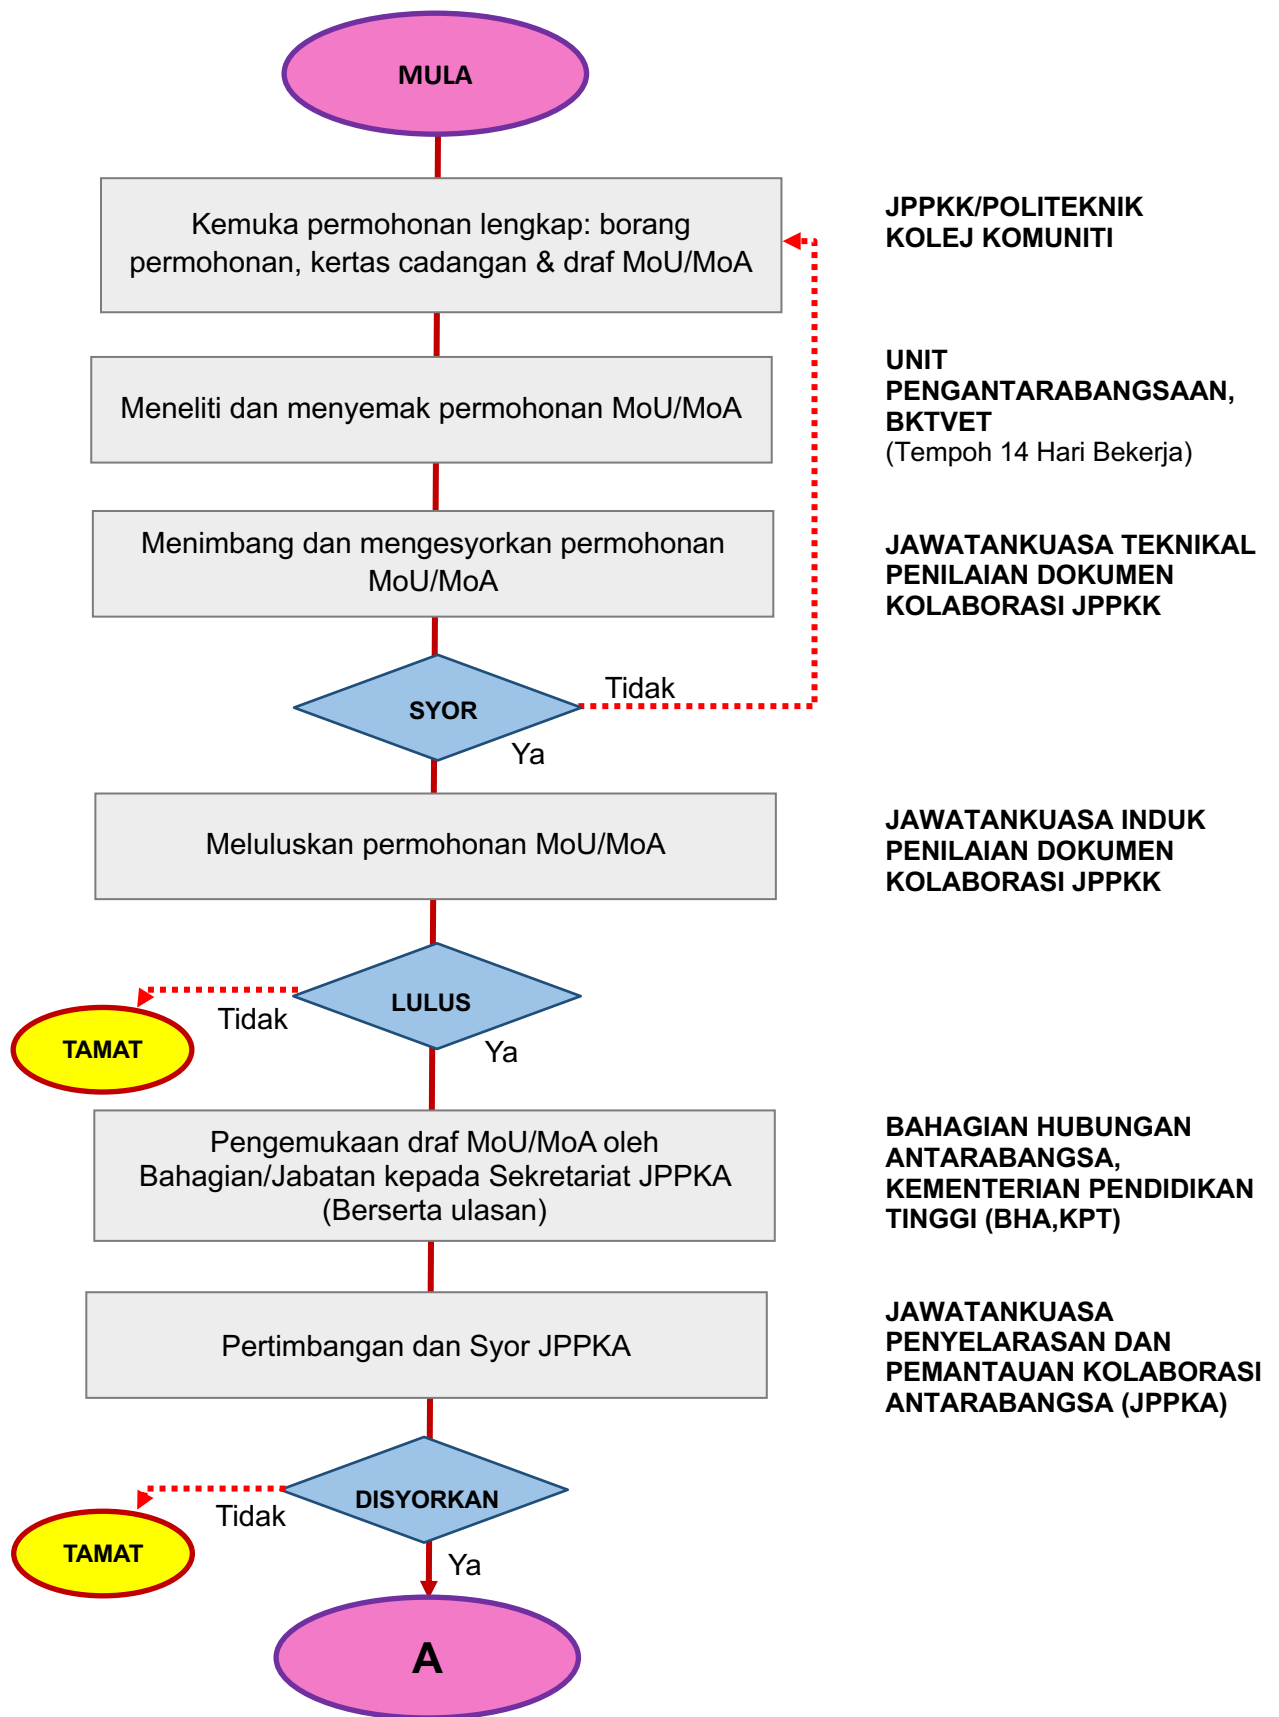 MULA
Kemuka permohonan lengkap: borang
permohonan, kertas cadangan & draf MoU/MoA
JPPKK/POLITEKNIK
KOLEJ KOMUNITI
Meneliti dan menyemak permohonan MoU/MoA
UNIT
PENGANTARABANGSAAN,
BKTVET
(Tempoh 14 Hari Bekerja)
Menimbang dan mengesyorkan permohonan
MoU/MoA
JAWATANKUASA TEKNIKAL
PENILAIAN DOKUMEN
KOLABORASI JPPKK
SYOR
Tidak
Ya
Meluluskan permohonan MoU/MoA
JAWATANKUASA INDUK
PENILAIAN DOKUMEN
KOLABORASI JPPKK
LULUS
Tidak
TAMAT
Ya
Pengemukaan draf MoU/MoA oleh
Bahagian/Jabatan kepada Sekretariat JPPKA
(Berserta ulasan)
BAHAGIAN HUBUNGAN
ANTARABANGSA,
KEMENTERIAN PENDIDIKAN
TINGGI (BHA,KPT)
Pertimbangan dan Syor JPPKA
JAWATANKUASA
PENYELARASAN DAN
PEMANTAUAN KOLABORASI
ANTARABANGSA (JPPKA)
DISYORKAN
Tidak
TAMAT
Ya
A